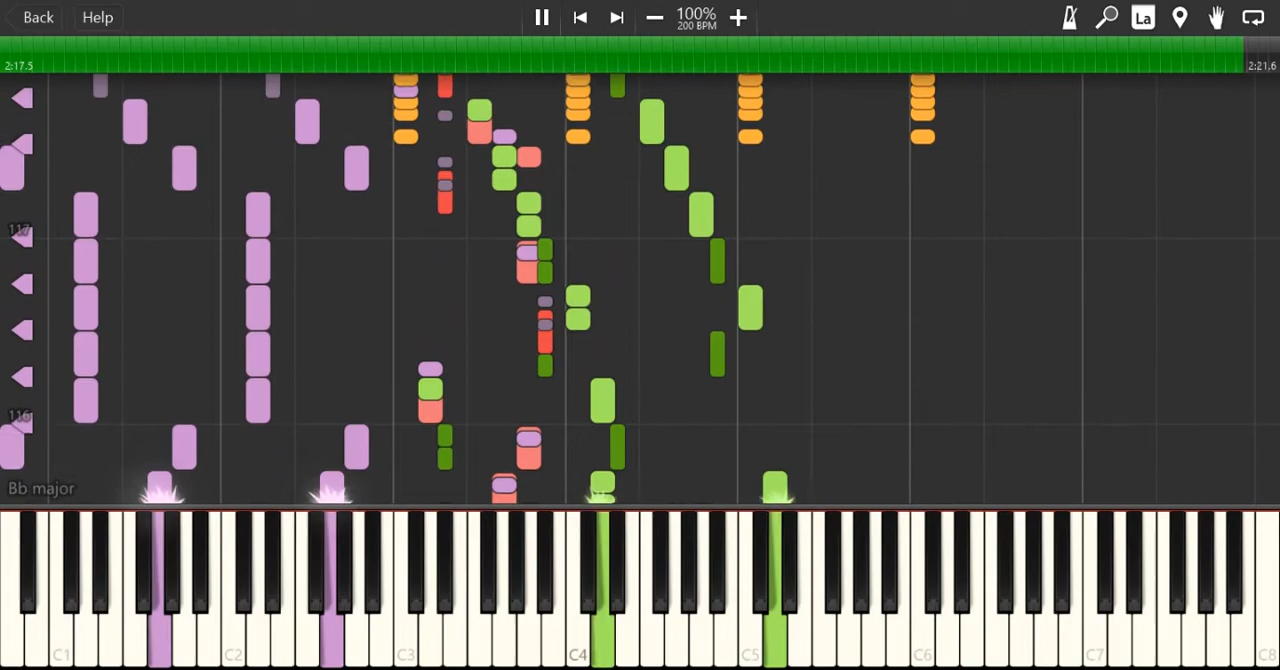 Back
Help
100%
200 BPM
La
2:17.5
2:21.6
117
116
Bb major
C1
C2
C3
C4
C5
C6
C7
C8